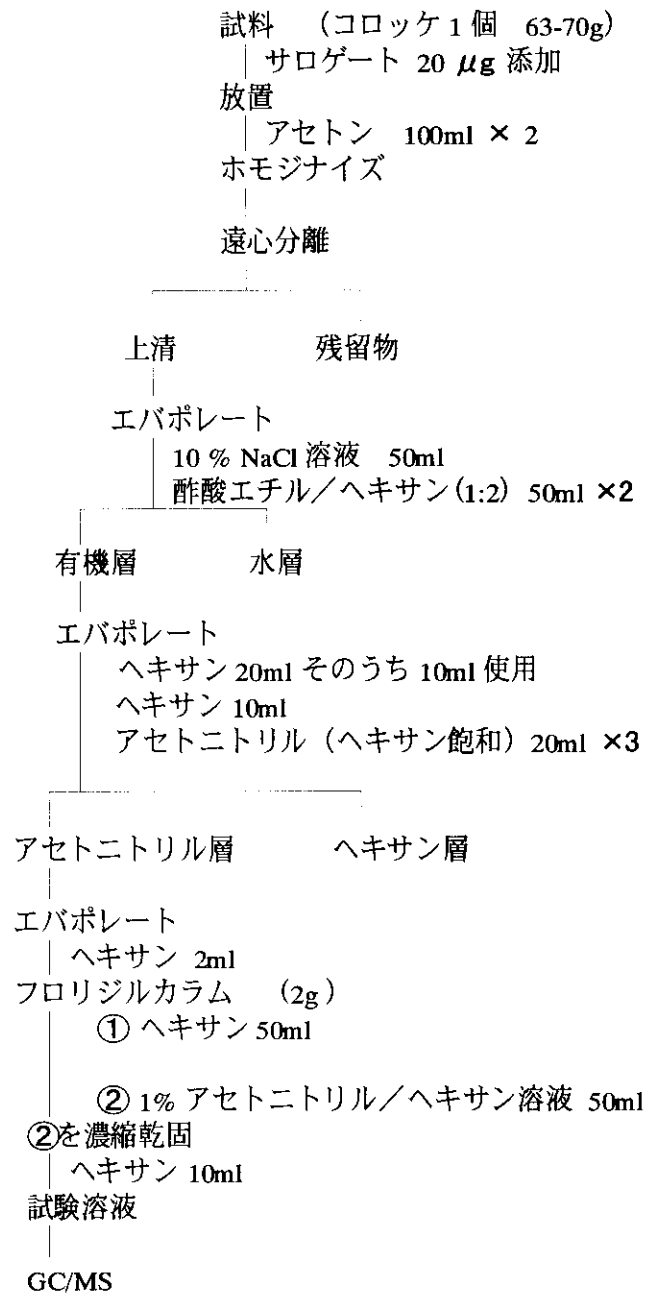 試料　（コロッケ 1 個　63-70g）
サロゲート 20 μg 添加
放置
アセトン　100ml × 2
ホモジナイズ
遠心分離
上清　残留物
エバポレート
10 % NaCl 溶液　50ml
酢酸エチル／ヘキサン(1:2) 50ml ×2
有機層　水層
エバポレート
ヘキサン 20ml そのうち 10ml 使用
ヘキサン 10ml
アセトニトリル（ヘキサン飽和）20ml ×3
アセトニトリル層　ヘキサン層
エバポレート
ヘキサン 2ml
フロリジルカラム　(2g)
① ヘキサン 50ml
② 1% アセトニトリル／ヘキサン溶液 50ml
②を濃縮乾固
ヘキサン 10ml
試験溶液
GC/MS